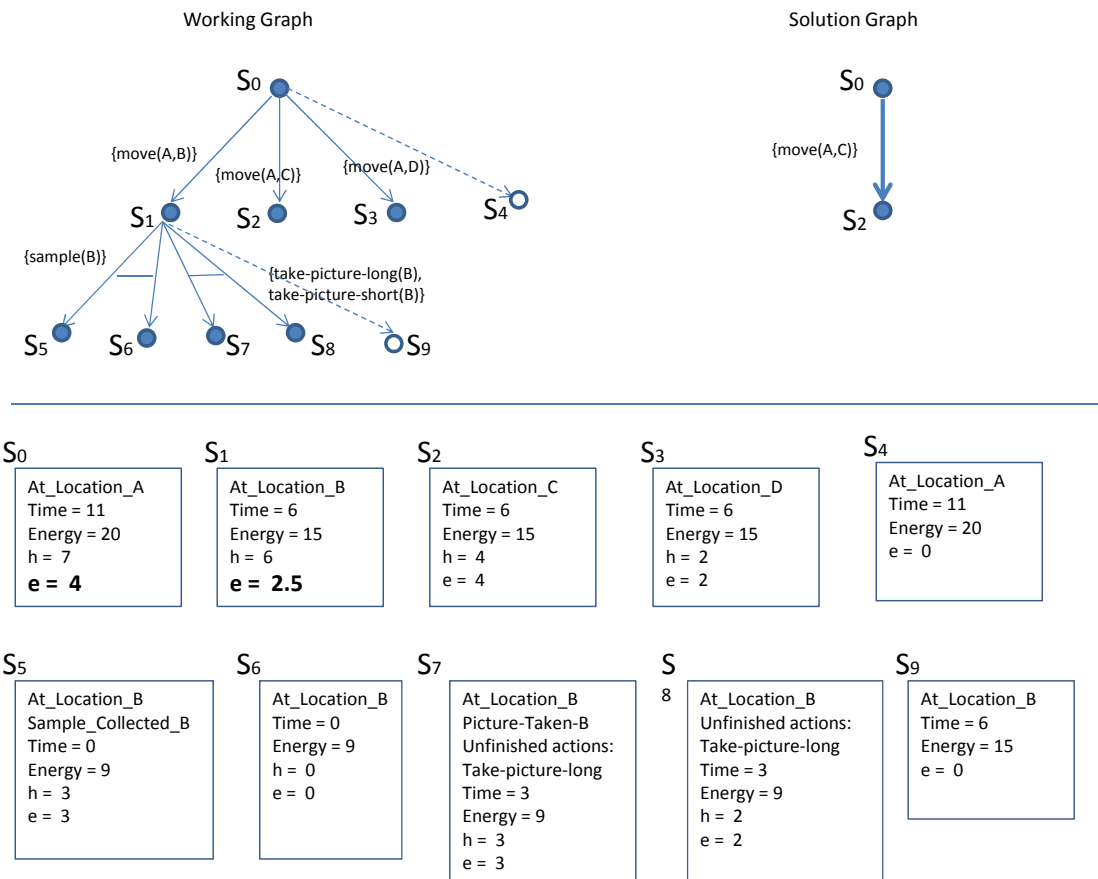 Working Graph
Solution Graph
S0
{move(A,B)}
{move(A,C)}
{move(A,D)}
S1
S2
S3
S4
{sample(B)}
{take-picture-long(B),
take-picture-short(B)}
S5
S6
S7
S8
S9
S0
{move(A,C)}
S2
S0
At_Location_A
Time = 11
Energy = 20
h = 7
e = 4
S1
At_Location_B
Time = 6
Energy = 15
h = 6
e = 2.5
S2
At_Location_C
Time = 6
Energy = 15
h = 4
e = 4
S3
At_Location_D
Time = 6
Energy = 15
h = 2
e = 2
S4
At_Location_A
Time = 11
Energy = 20
e = 0
S5
At_Location_B
Sample_Collected_B
Time = 0
Energy = 9
h = 3
e = 3
S6
At_Location_B
Time = 0
Energy = 9
h = 0
e = 0
S7
At_Location_B
Picture-Taken-B
Unfinished actions:
Take-picture-long
Time = 3
Energy = 9
h = 3
e = 3
S
8
At_Location_B
Unfinished actions:
Take-picture-long
Time = 3
Energy = 9
h = 2
e = 2
S9
At_Location_B
Time = 6
Energy = 15
e = 0